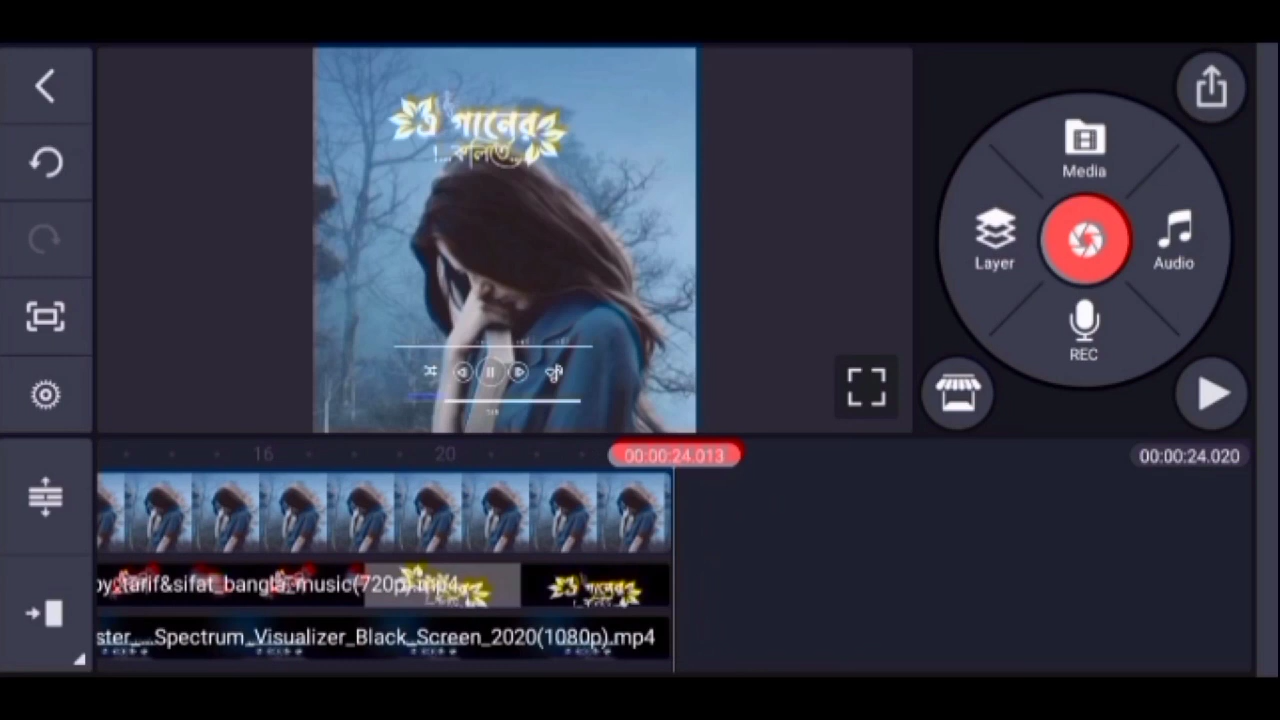 Media
Layer
Audio
REC
এ গানের
!...কলিতে...
16
20
00:00:24.013
00:00:24.020
by_tarif&sifat_bangla_music(720p).mp4
গানের
ster_...Spectrum_Visualizer_Black_Screen_2020(1080p).mp4